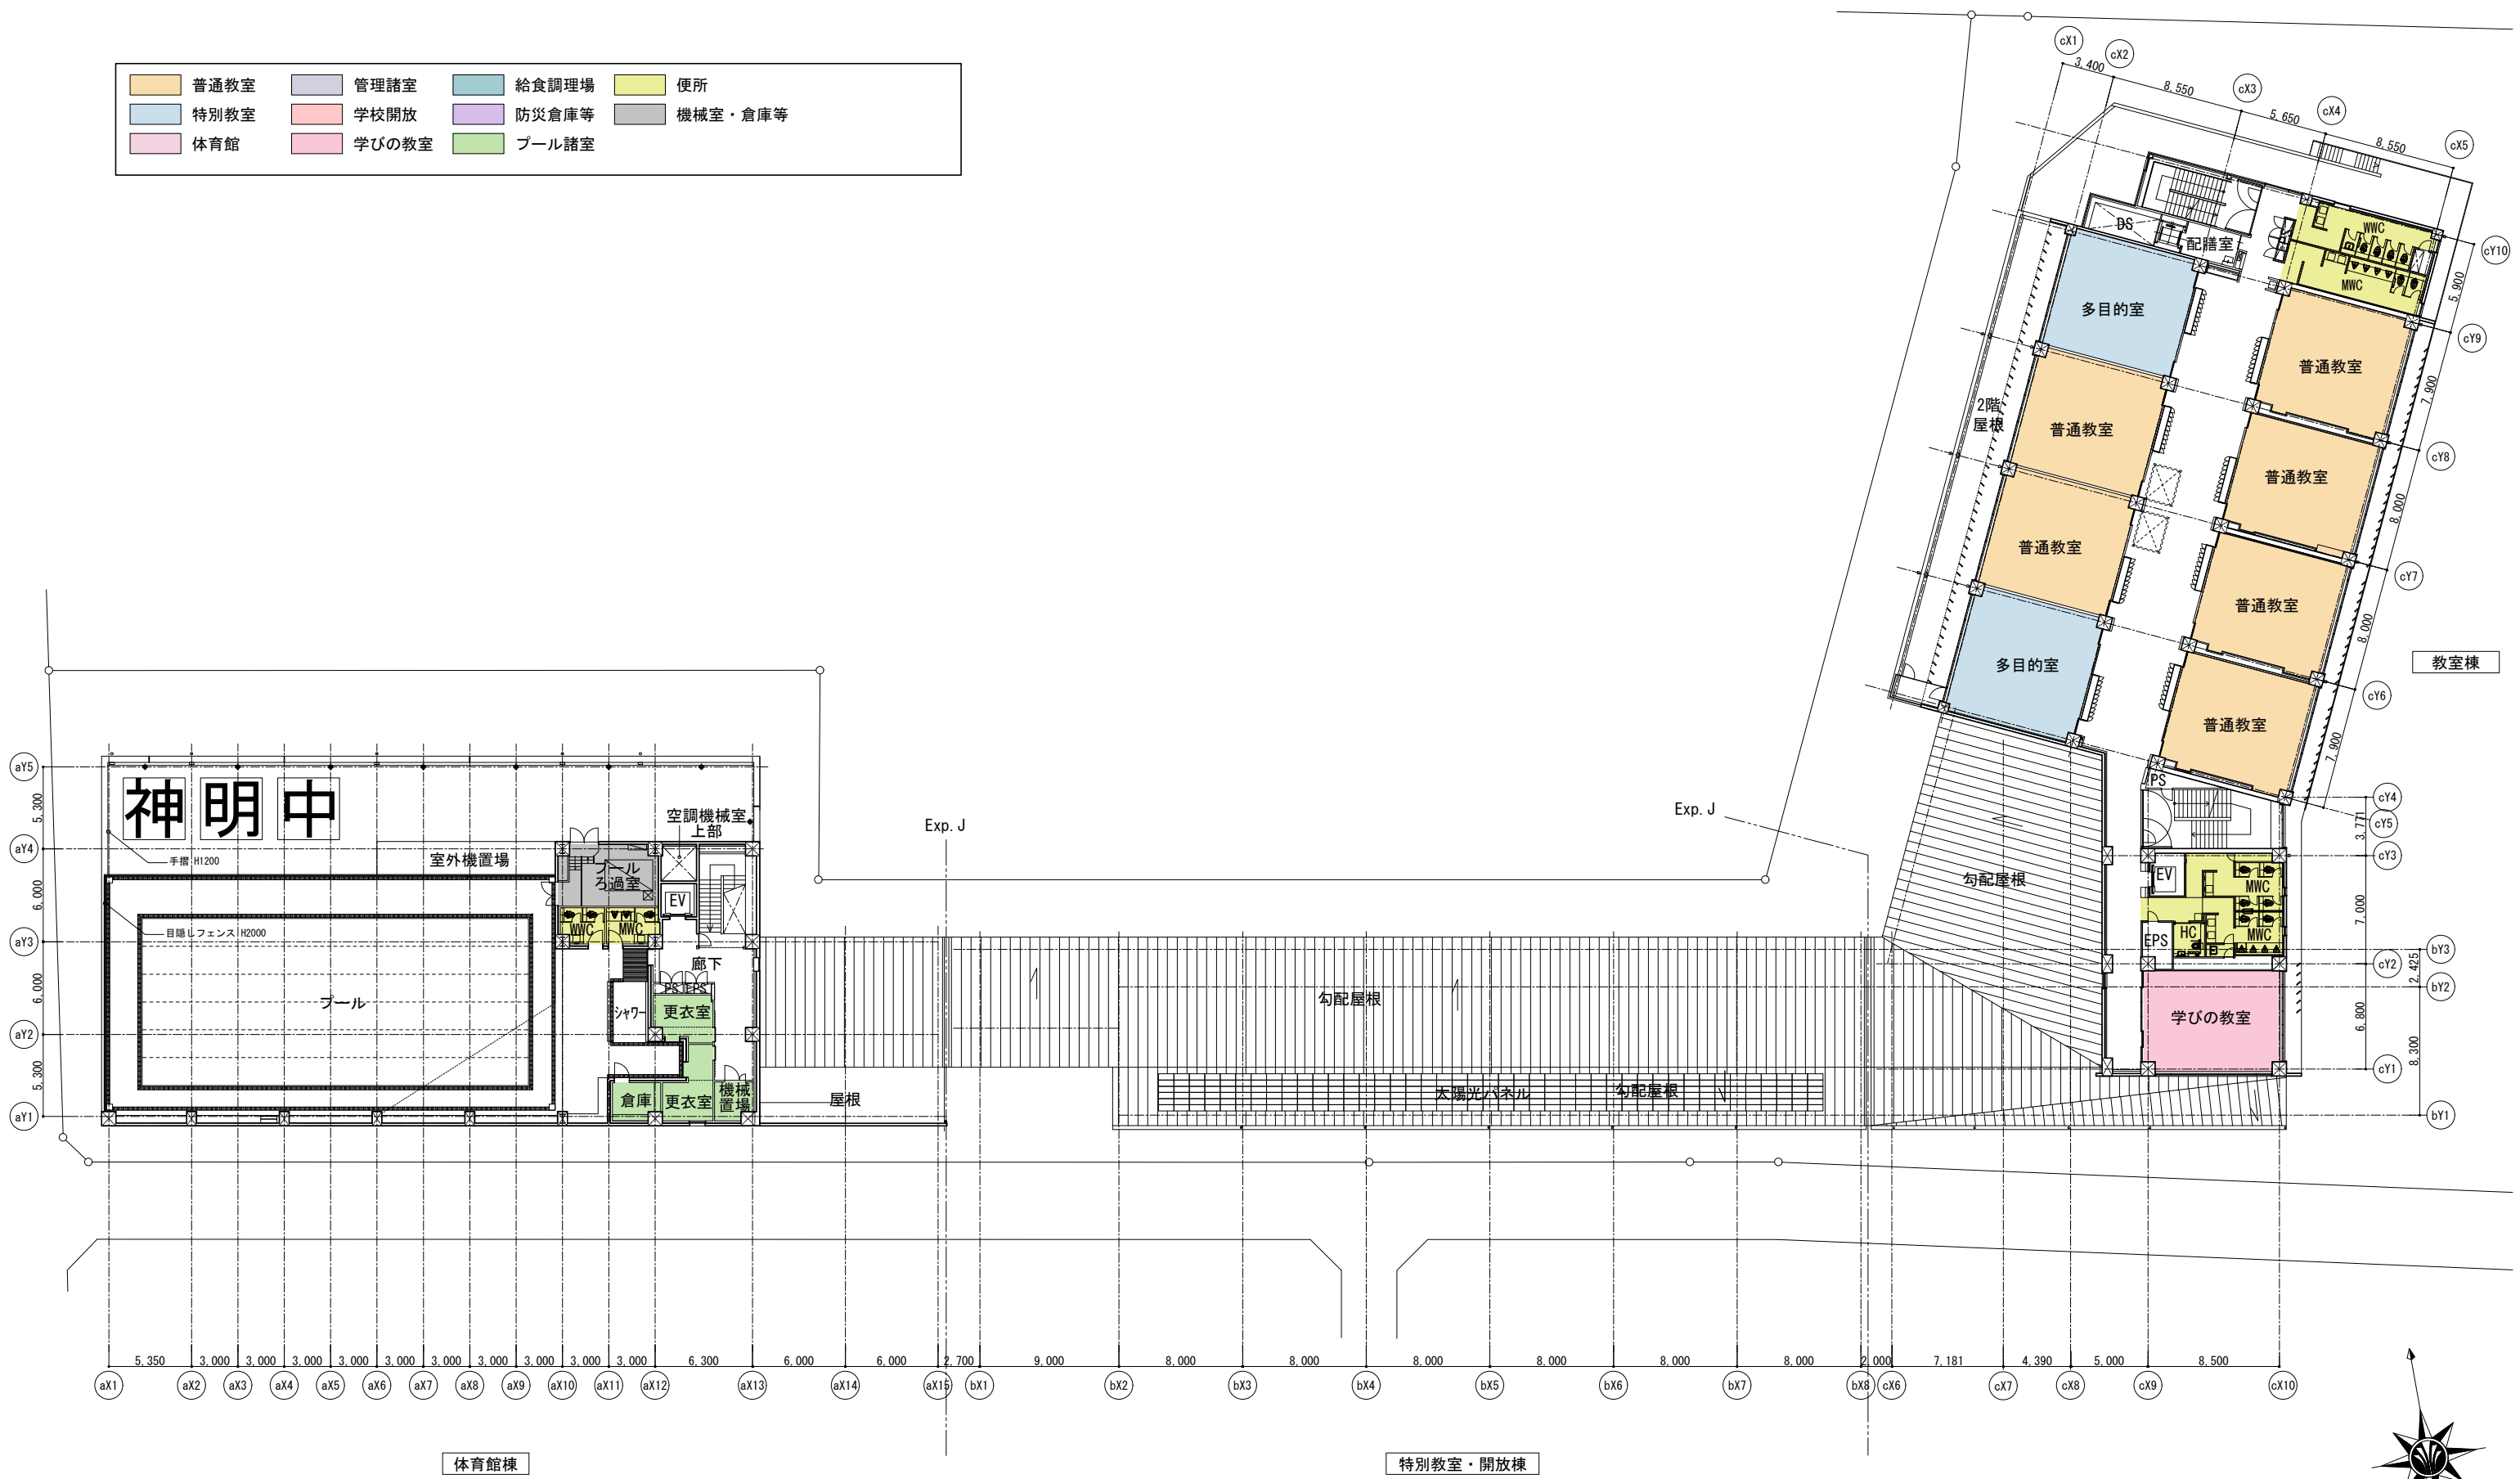 普通教室 管理諸室 給食調理場 便所
特別教室 学校開放 防災倉庫等 機械室・倉庫等
体育館 学びの教室 プール諸室
cX1
cX2
cX3
cX4
cX5
3,400
8,550
5,650
8,550
DS
配膳室
WWC
MWC
cY10
5,900
cY9
7,900
cY8
8,000
cY7
8,000
cY6
7,900
多目的室
普通教室
普通教室
普通教室
2階
屋根
普通教室
普通教室
普通教室
多目的室
普通教室
教室棟
PS
cY4
3,771
cY5
cY3
EV
MWC
7,000
EPS
HC
MWC
bY3
cY2
2,425
bY2
6,800
学びの教室
8,300
cY1
bY1
勾配屋根
Exp. J
Exp. J
aY5
5,300
aY4
6,000
aY3
6,000
aY2
5,300
aY1
神明中
手摺 H1200
室外機置場
空調機械室
上部
プール
ろ過室
EV
目隠しフェンス H2000
WWC
MWC
廊下
PS
EPS
プール
シャワー
更衣室
倉庫
更衣室
機械
置場
屋根
勾配屋根
太陽光パネル
勾配屋根
5,350 3,000 3,000 3,000 3,000 3,000 3,000 3,000 3,000 3,000 3,000 6,300 6,000 6,000 2,700 9,000 8,000 8,000 8,000 8,000 8,000 8,000 2,000 7,181 4,390 5,000 8,500
aX1 aX2 aX3 aX4 aX5 aX6 aX7 aX8 aX9 aX10 aX11 aX12 aX13 aX14 aX15 bX1 bX2 bX3 bX4 bX5 bX6 bX7 bX8 cX6 cX7 cX8 cX9 cX10
体育館棟
特別教室・開放棟